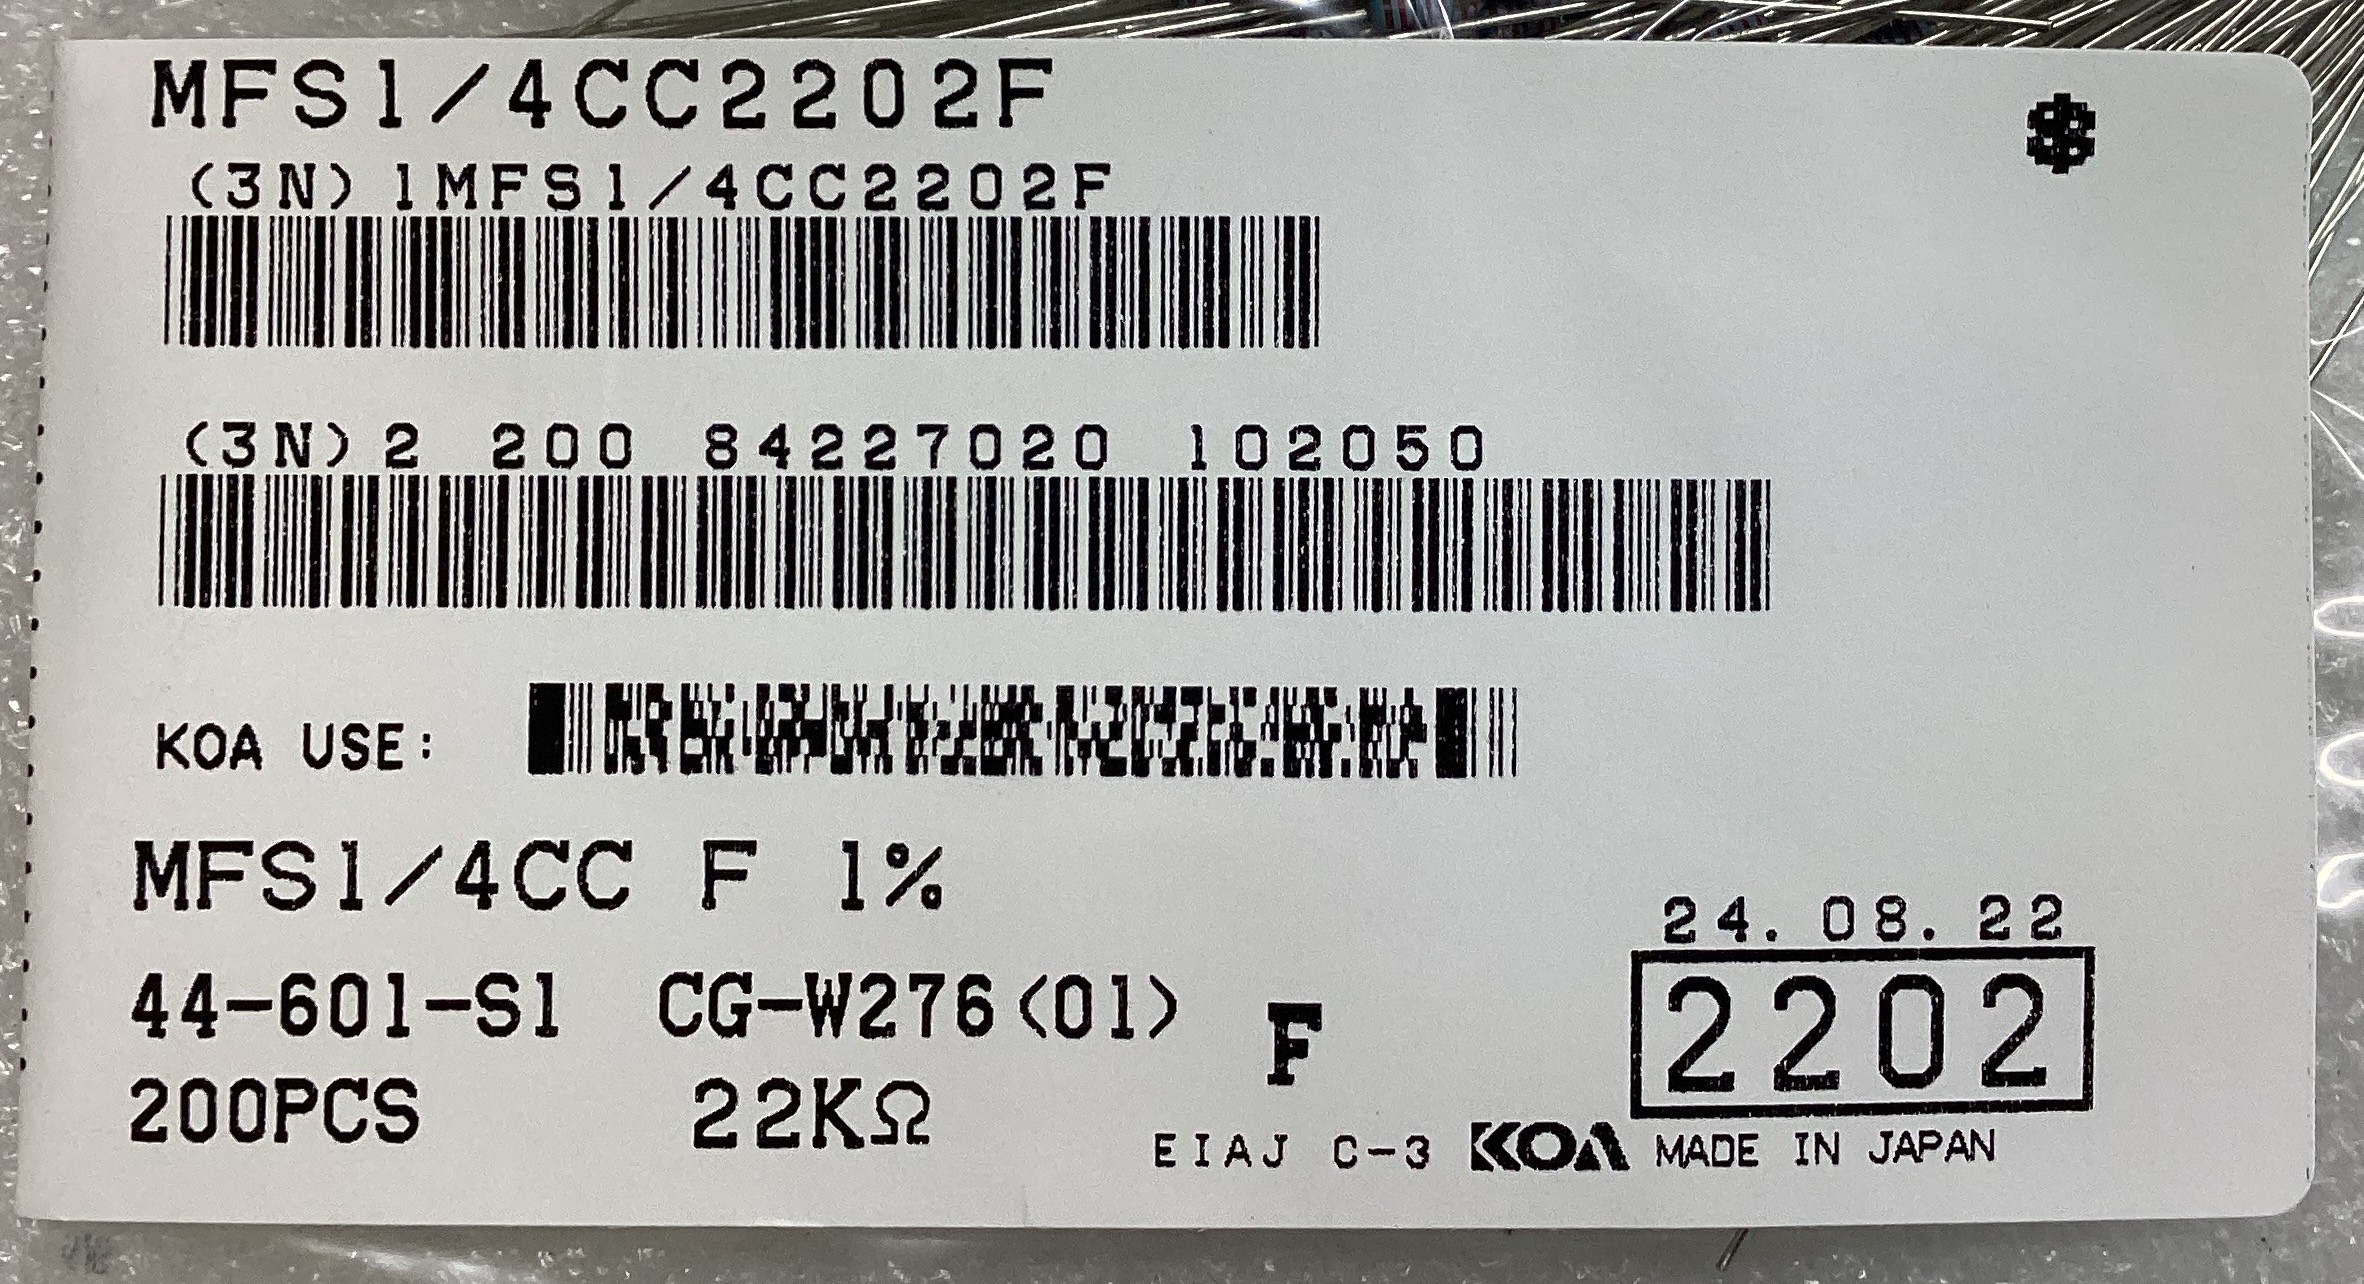 MFS1/4CC2202F
(3N)1MFS1/4CC2202F
(3N)2 200 84227020 102050
KOA USE:
MFS1/4CC F 1%
24.08.22
44-601-S1 CG-W276(01) F 2202
200PCS 22KΩ
EIAJ C-3 KOA MADE IN JAPAN